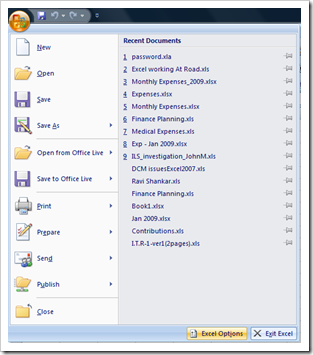 New
Open
Save
Save As
Open from Office Live
Save to Office Live
Print
Prepare
Send
Publish
Close
Recent Documents
1 password.xla
2 Excel working At Road.xls
3 Monthly Expenses_2009.xlsx
4 Expenses.xlsx
5 Monthly Expenses.xlsx
6 Finance Planning.xls
7 Medical Expenses.xls
8 Exp - Jan 2009.xlsx
9 ILS_investigation_JohnM.xls
DCM issuesExcel2007.xls
Ravi Shankar.xls
Finance Planning.xls
Book1.xlsx
Jan 2009.xlsx
Contributions.xls
I.T.R-1-ver1(2pages).xls
Excel Options
Exit Excel